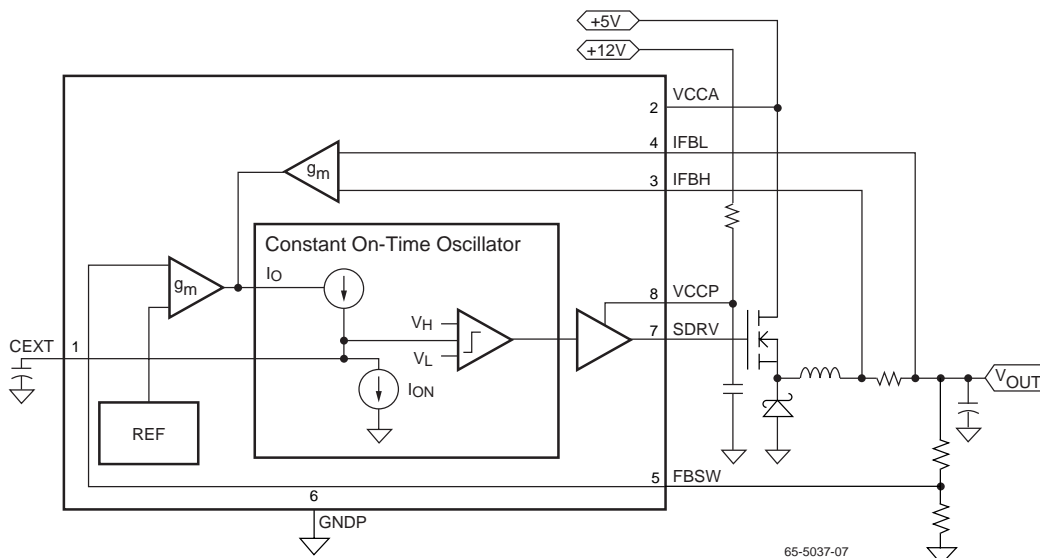 +5V
+12V
2 VCCA
4 IFBL
gm
3 IFBH
Constant On-Time Oscillator
IO
gm
8 VCCP
VH
7 SDRV
CEXT 1
VL
VOUT
ION
REF
5 FBSW
6
GNDP
65-5037-07